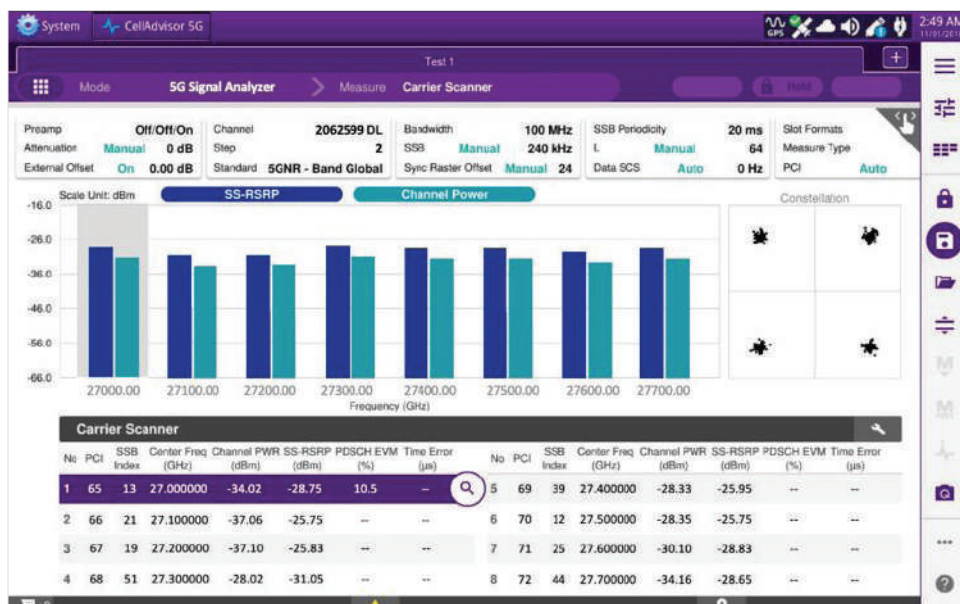 System CellAdvisor 5G GPS 2:49 AM
Test 1 +
Mode 5G Signal Analyzer Measure Carrier Scanner Hold
Preamp Off/Off/On Channel 2062599 DL Bandwidth 100 MHz SSB Periodicity 20 ms Slot Formats
Attenuation Manual 0 dB Step 2 SSB Manual 240 kHz L Manual 64 Measure Type
External Offset On 0.00 dB Standard 5GNR - Band Global Sync Raster Offset Manual 24 Data SCS Auto 0 Hz PCI Auto
Scale Unit: dBm SS-RSRP Channel Power Constellation
-16.0
-26.0
-36.0
-46.0
-56.0
-66.0
27000.00 27100.00 27200.00 27300.00 27400.00 27500.00 27600.00 27700.00
Frequency (GHz)
Carrier Scanner
No PCI SSB Index Center Freq (GHz) Channel PWR (dBm) SS-RSRP (dBm) PDSCH EVM (%) Time Error (µs) No PCI SSB Index Center Freq (GHz) Channel PWR (dBm) SS-RSRP (dBm) PDSCH EVM (%) Time Error (µs)
1 65 13 27.000000 -34.02 -28.75 10.5 -- 5 69 39 27.400000 -28.33 -25.95 -- --
2 66 21 27.100000 -37.06 -25.75 -- -- 6 70 12 27.500000 -28.35 -25.75 -- --
3 67 19 27.200000 -37.10 -25.83 -- -- 7 71 25 27.600000 -30.10 -28.83 -- --
4 68 51 27.300000 -28.02 -31.05 -- -- 8 72 44 27.700000 -34.16 -28.65 -- --